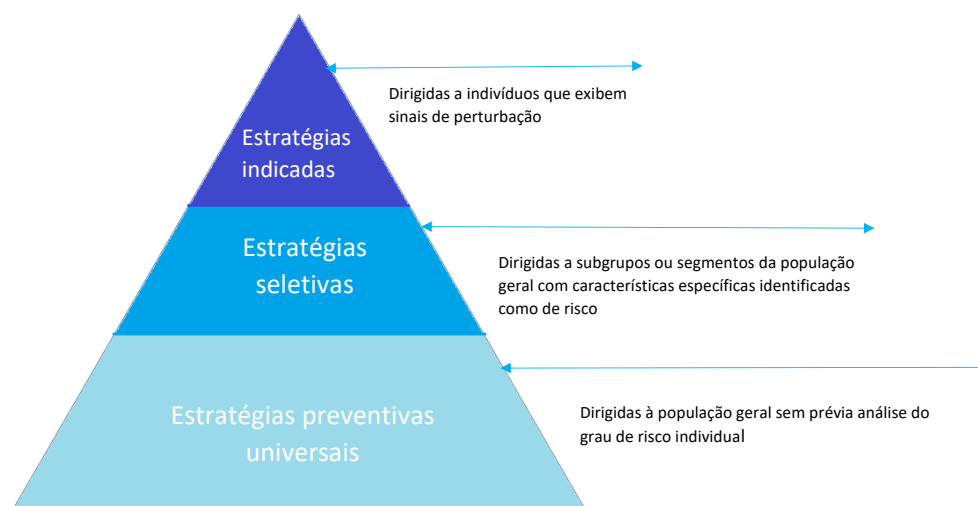 Dirigidas a indivíduos que exibem
sinais de perturbação
Estratégias
indicadas
Estratégias
seletivas
Dirigidas a subgrupos ou segmentos da população
geral com características específicas identificadas
como de risco
Estratégias preventivas
universais
Dirigidas à população geral sem prévia análise do
grau de risco individual